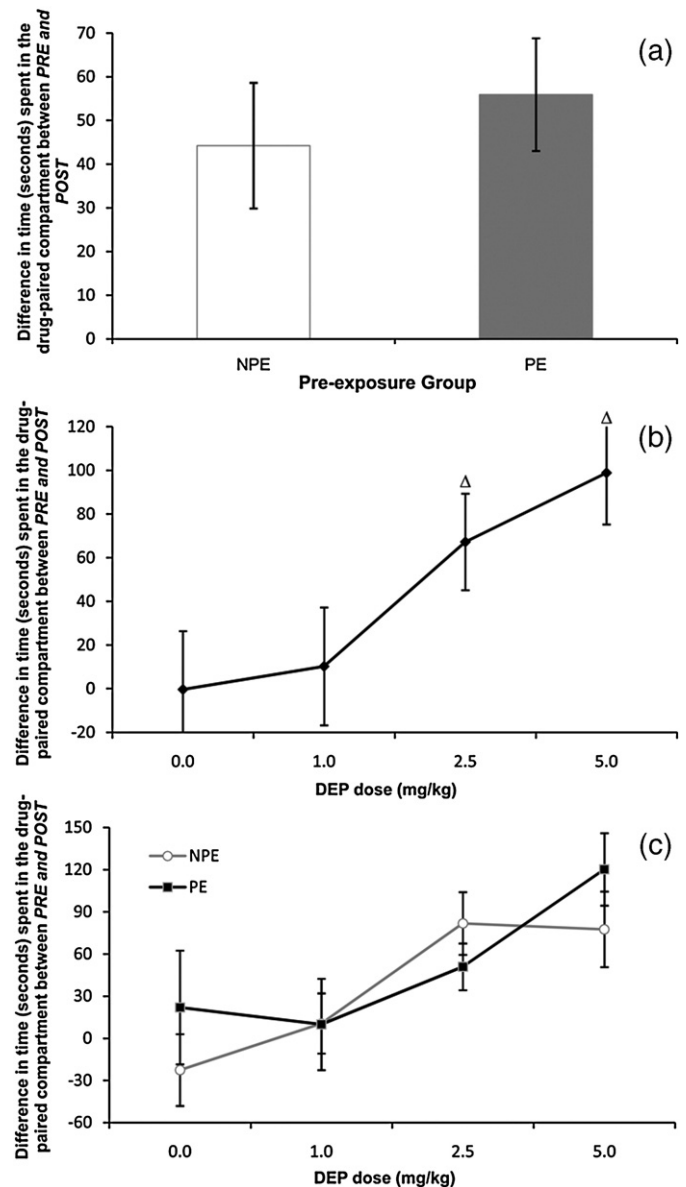 Difference in time (seconds) spent in the
drug-paired compartment between PRE and
POST
70
60
50
40
30
20
10
0
(a)
NPE
PE
Pre-exposure Group
Difference in time (seconds) spent in the drug-
paired compartment between PRE and POST
120
100
80
60
40
20
0
-20
Δ
Δ
(b)
0.0
1.0
2.5
5.0
DEP dose (mg/kg)
Difference in time (seconds) spent in the drug-
paired compartment between PRE and POST
150
120
90
60
30
0
-30
-60
NPE
PE
(c)
0.0
1.0
2.5
5.0
DEP dose (mg/kg)